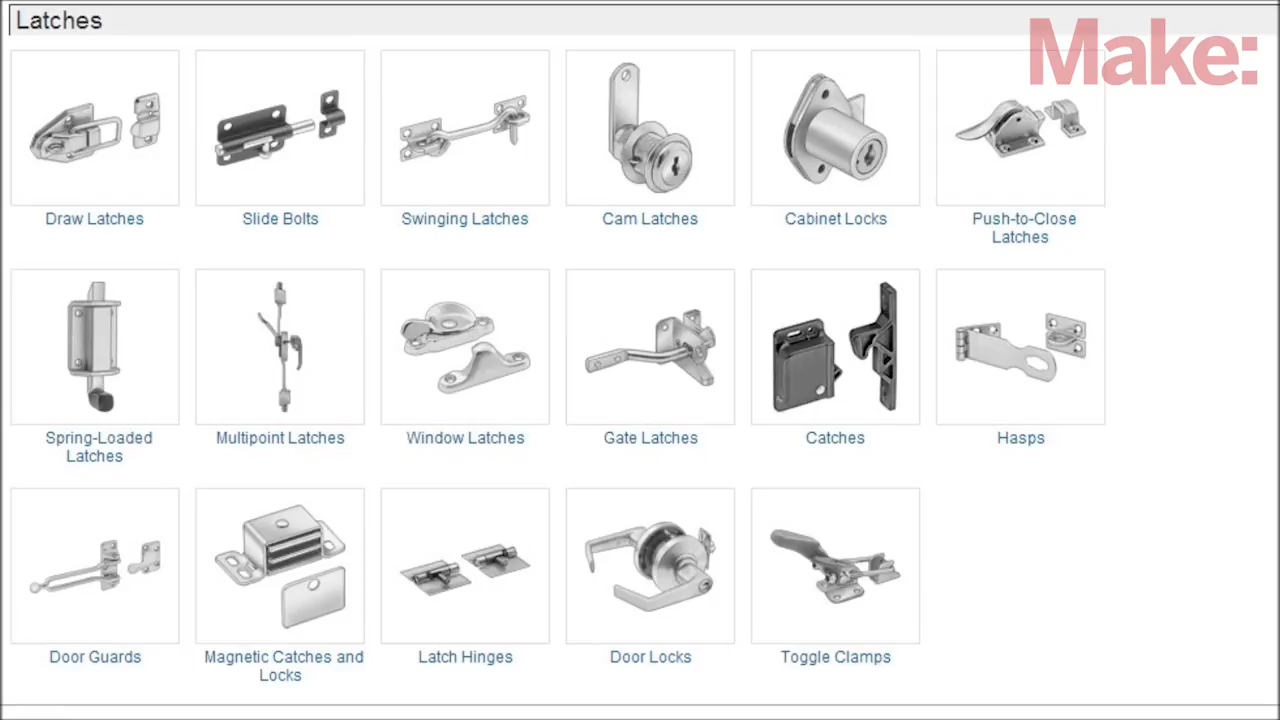 Latches
Make:
Draw Latches
Slide Bolts
Swinging Latches
Cam Latches
Cabinet Locks
Push-to-Close
Latches
Spring-Loaded
Latches
Multipoint Latches
Window Latches
Gate Latches
Catches
Hasps
Door Guards
Magnetic Catches and
Locks
Latch Hinges
Door Locks
Toggle Clamps